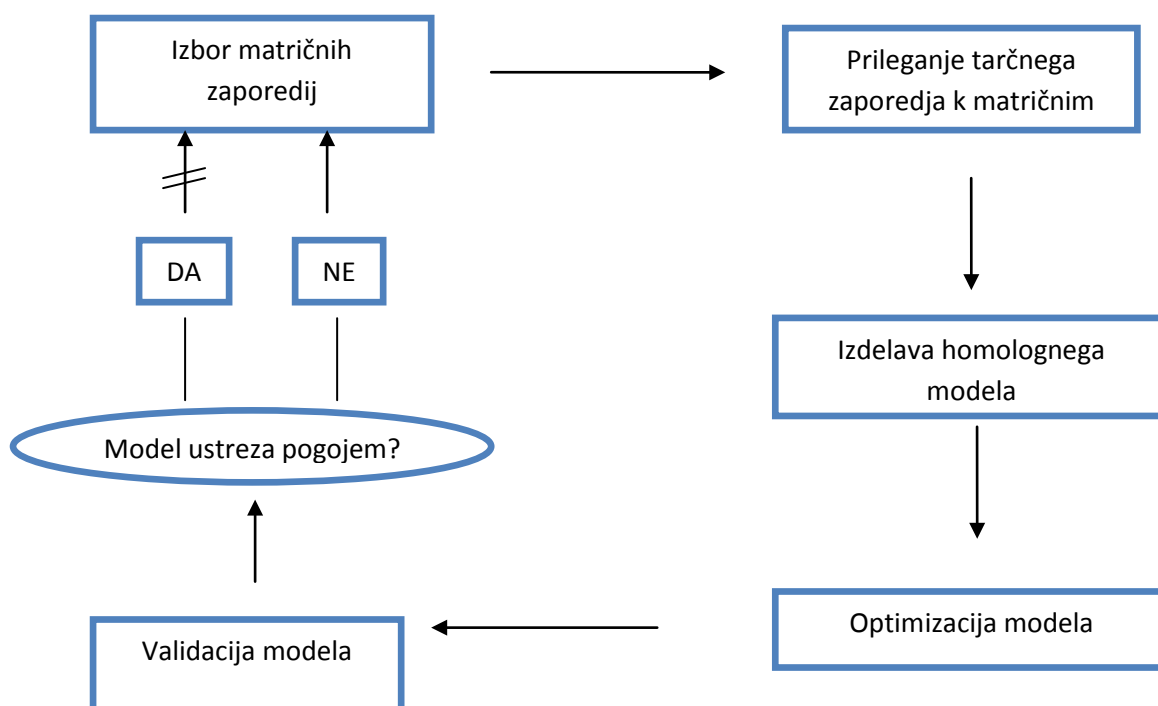 Izbor matričnih
zaporedij
Prileganje tarčnega
zaporedja k matričnim
DA
NE
Izdelava homolognega
modela
Model ustreza pogojem?
Optimizacija modela
Validacija modela